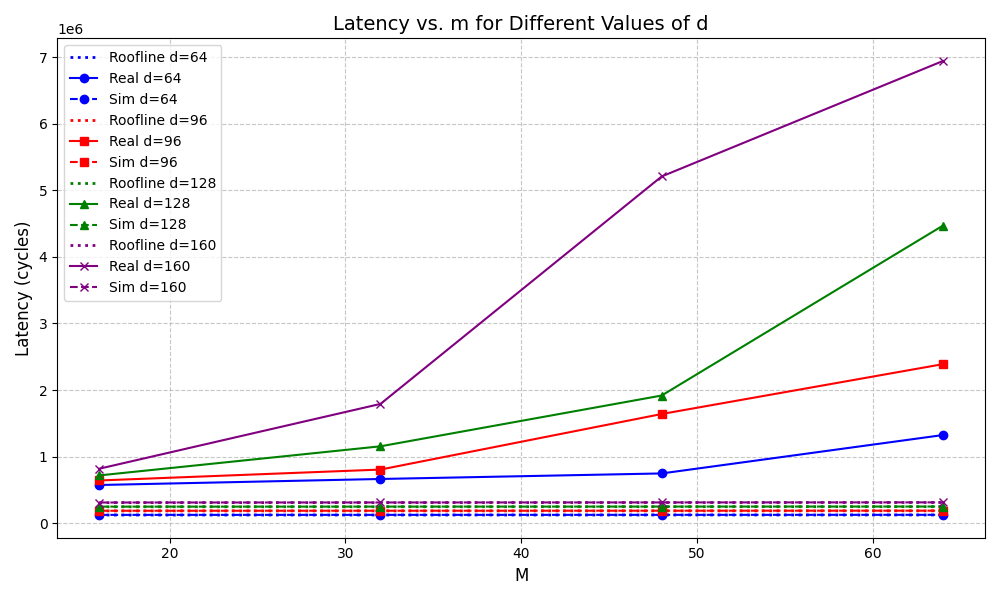 Latency vs. m for Different Values of d
1e6
Roofline d=64
Real d=64
Sim d=64
Roofline d=96
Real d=96
Sim d=96
Roofline d=128
Real d=128
Sim d=128
Roofline d=160
Real d=160
Sim d=160
Latency (cycles)
7
6
5
4
3
2
1
0
20 30 40 50 60
M